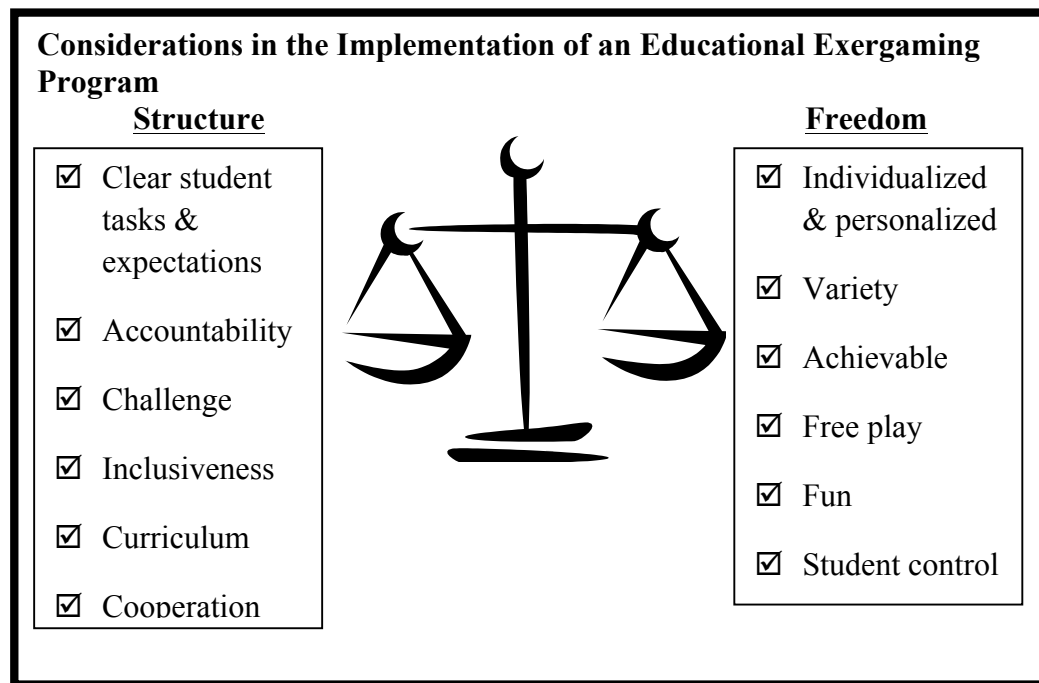 Considerations in the Implementation of an Educational Exergaming
Program
Structure
☑ Clear student
tasks &
expectations
☑ Accountability
☑ Challenge
☑ Inclusiveness
☑ Curriculum
☑ Cooperation
Freedom
☑ Individualized
& personalized
☑ Variety
☑ Achievable
☑ Free play
☑ Fun
☑ Student control